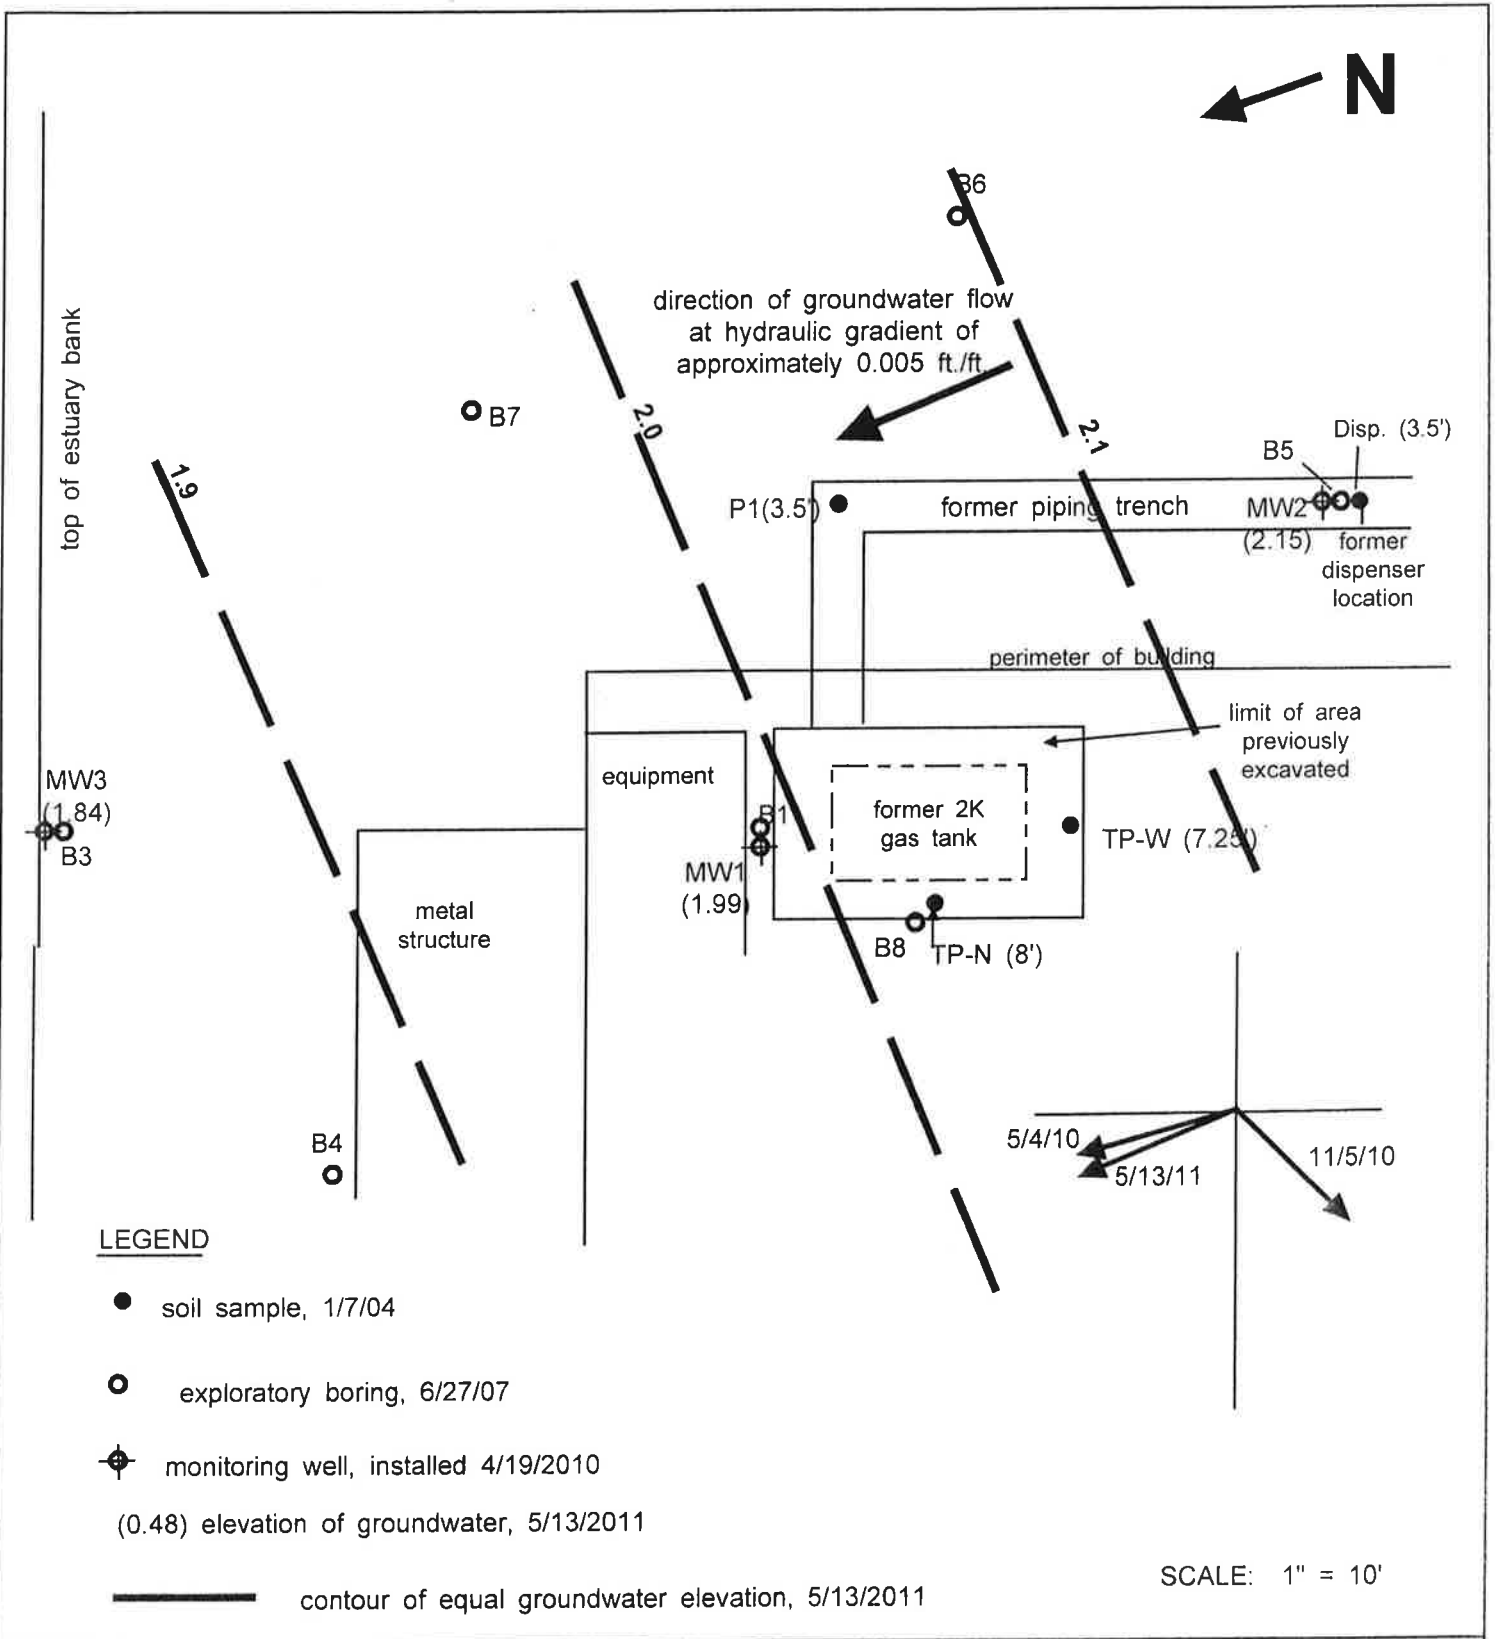 N
B6
direction of groundwater flow
at hydraulic gradient of
approximately 0.005 ft./ft.
top of estuary bank
B7
2.0
2.1
1.9
Disp. (3.5')
B5
P1(3.5')
former piping trench
MW2
(2.15)
former
dispenser
location
perimeter of building
limit of area
previously
excavated
MW3
(1.84)
B3
equipment
B1
former 2K
gas tank
TP-W (7.25')
MW1
(1.99)
metal
structure
B8
TP-N (8')
B4
5/4/10
5/13/11
11/5/10
LEGEND
soil sample, 1/7/04
exploratory boring, 6/27/07
monitoring well, installed 4/19/2010
(0.48) elevation of groundwater, 5/13/2011
contour of equal groundwater elevation, 5/13/2011
SCALE: 1" = 10'